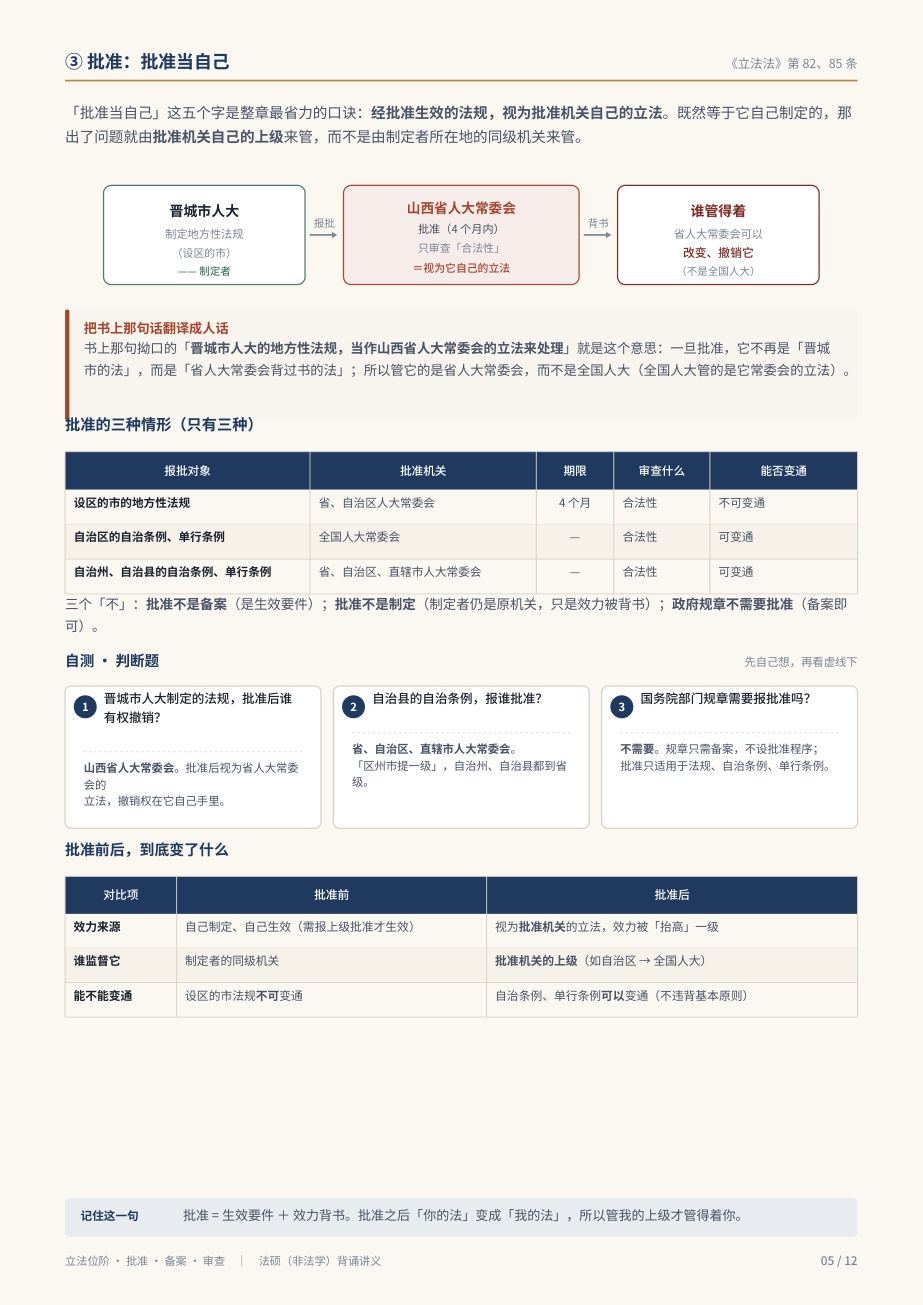 ③ 批准：批准当自己
《立法法》第 82、85 条
「批准当自己」这五个字是整章最省力的口诀：经批准生效的法规，视为批准机关自己的立法。既然等于它自己制定的，那
出了问题就由批准机关自己的上级来管，而不是由制定者所在地的同级机关来管。
晋城市人大
制定地方性法规
（设区的市）
—— 制定者
报批
山西省人大常委会
批准（4 个月内）
只审查「合法性」
＝视为它自己的立法
背书
谁管得着
省人大常委会可以
改变、撤销它
（不是全国人大）
把书上那句话翻译成人话
书上那句拗口的「晋城市人大的地方性法规，当作山西省人大常委会的立法来处理」就是这个意思：一旦批准，它不再是「晋城
市的法」，而是「省人大常委会背过书的法」；所以管它的是省人大常委会，而不是全国人大（全国人大管的是它常委会的立法）。
批准的三种情形（只有三种）
报批对象 批准机关 期限 审查什么 能否变通
设区的市的地方性法规 省、自治区人大常委会 4 个月 合法性 不可变通
自治区的自治条例、单行条例 全国人大常委会 — 合法性 可变通
自治州、自治县的自治条例、单行条例 省、自治区、直辖市人大常委会 — 合法性 可变通
三个「不」：批准不是备案（是生效要件）；批准不是制定（制定者仍是原机关，只是效力被背书）；政府规章不需要批准（备案即
可）。
自测 · 判断题
先自己想，再看虚线下
1 晋城市人大制定的法规，批准后谁
有权撤销？
山西省人大常委会。批准后视为省人大常委
会的
立法，撤销权在它自己手里。
2 自治县的自治条例，报谁批准？
省、自治区、直辖市人大常委会。
「区州市提一级」，自治州、自治县都到省
级。
3 国务院部门规章需要报批准吗？
不需要。规章只需备案，不设批准程序；
批准只适用于法规、自治条例、单行条例。
批准前后，到底变了什么
对比项 批准前 批准后
效力来源 自己制定、自己生效（需报上级批准才生效） 视为批准机关的立法，效力被「抬高」一级
谁监督它 制定者的同级机关 批准机关的上级（如自治区 → 全国人大）
能不能变通 设区的市法规不可变通 自治条例、单行条例可以变通（不违背基本原则）
记住这一句 批准 = 生效要件 ＋ 效力背书。批准之后「你的法」变成「我的法」，所以管我的上级才管得着你。
立法位阶 · 批准 · 备案 · 审查 ｜ 法硕（非法学）背诵讲义
05 / 12